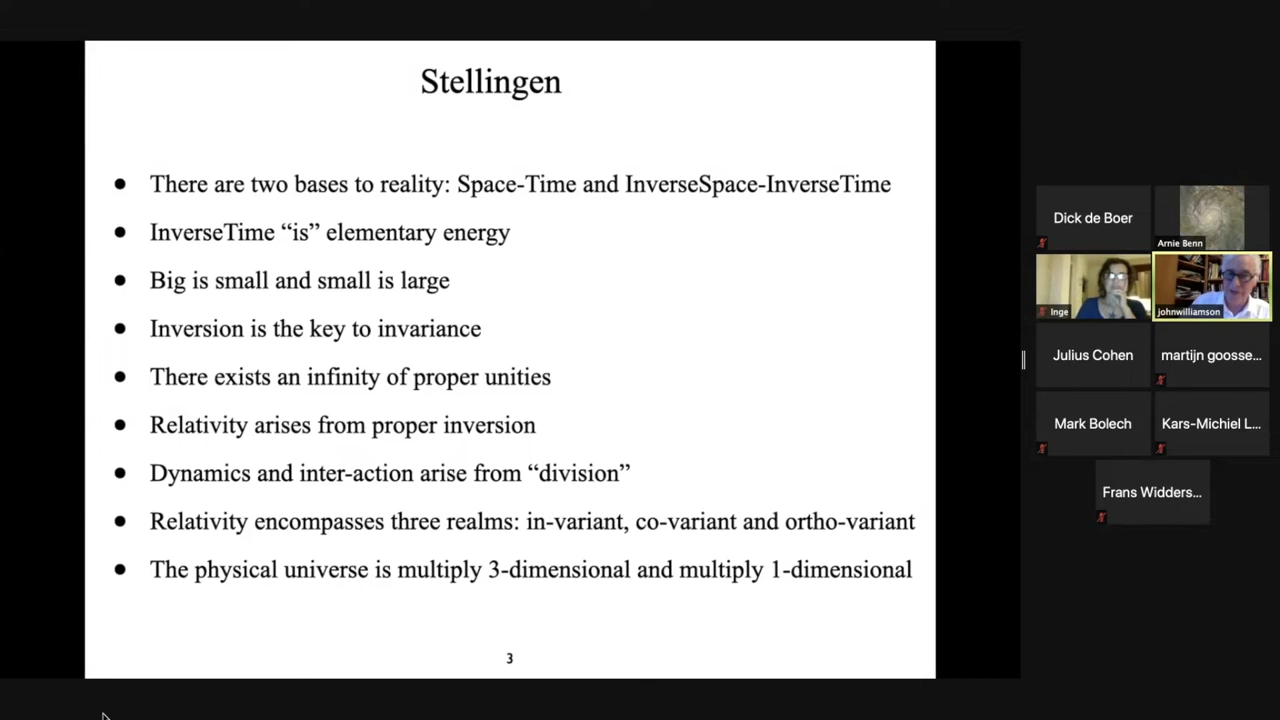 Stellingen
● There are two bases to reality: Space-Time and InverseSpace-InverseTime
● InverseTime “is” elementary energy
● Big is small and small is large
● Inversion is the key to invariance
● There exists an infinity of proper unities
● Relativity arises from proper inversion
● Dynamics and inter-action arise from “division”
● Relativity encompasses three realms: in-variant, co-variant and ortho-variant
● The physical universe is multiply 3-dimensional and multiply 1-dimensional
3
Dick de Boer
Arnie Benn
Inge
johnwilliamson
Julius Cohen
martijn goosse...
Mark Bolech
Kars-Michiel L...
Frans Widders...